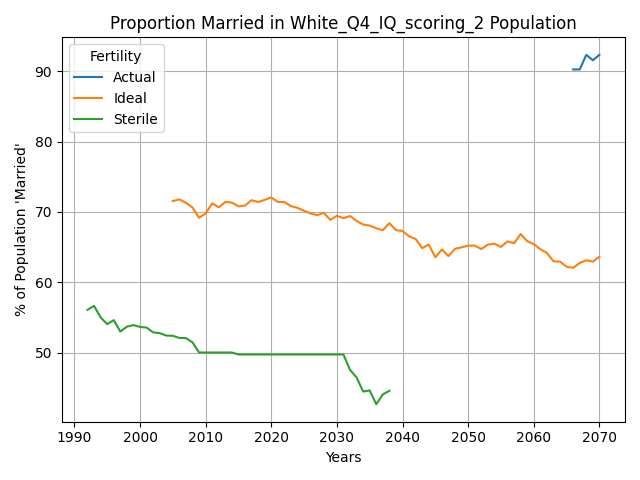 Proportion Married in White_Q4_IQ_scoring_2 Population
Fertility
Actual
Ideal
Sterile
% of Population 'Married'
90
80
70
60
50
1990 2000 2010 2020 2030 2040 2050 2060 2070
Years